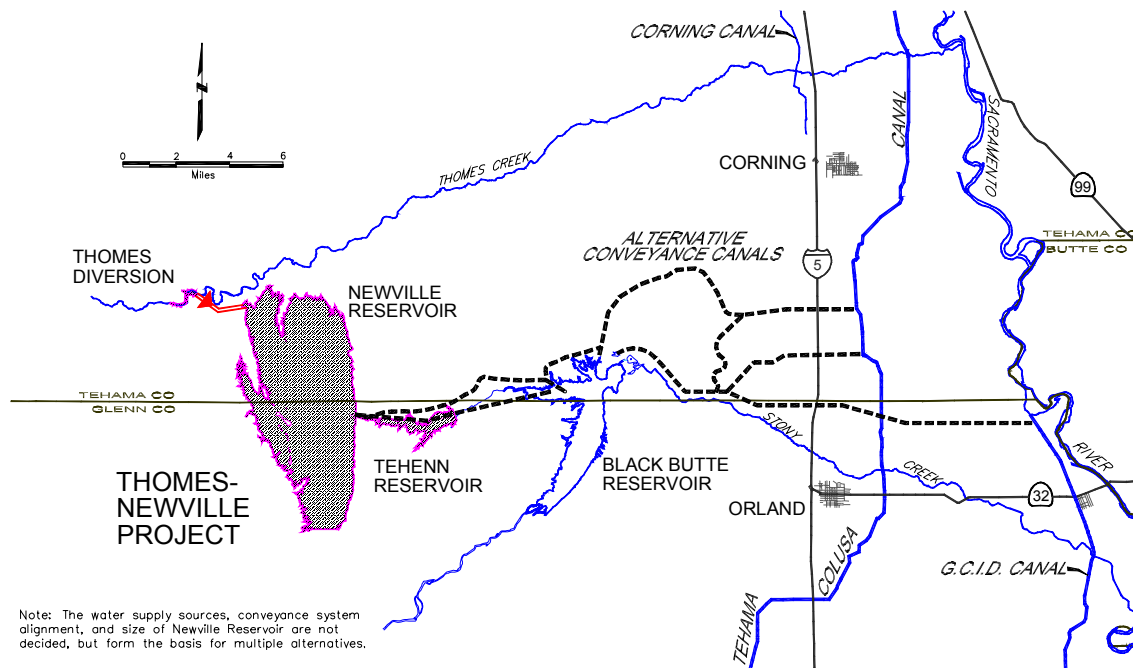 CORNING CANAL
N
0 2 4 6
Miles
THOMES CREEK
CORNING
CANAL
SACRAMENTO
99
TEHAMA CO
BUTTE CO
THOMES
DIVERSION
NEWVILLE
RESERVOIR
ALTERNATIVE
CONVEYANCE CANALS
5
TEHAMA CO
GLENN CO
TEHENN
RESERVOIR
BLACK BUTTE
RESERVOIR
STONY
CREEK
RIVER
THOMES-
NEWVILLE
PROJECT
ORLAND
32
G.C.I.D. CANAL
COLUSA
TEHAMA
Note: The water supply sources, conveyance system
alignment, and size of Newville Reservoir are not
decided, but form the basis for multiple alternatives.